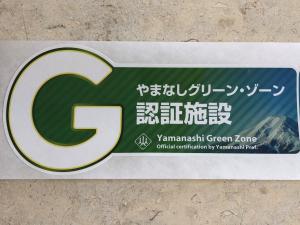 G
やまなしグリーン・ゾーン
認証施設
Yamanashi Green Zone
Official certification by Yamanashi Pref.